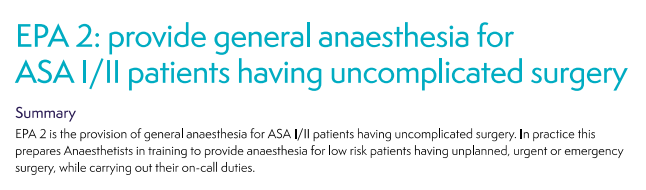 EPA 2: provide general anaesthesia for
ASA I/II patients having uncomplicated surgery
Summary
EPA 2 is the provision of general anaesthesia for ASA I/II patients having uncomplicated surgery. In practice this
prepares Anaesthetists in training to provide anaesthesia for low risk patients having unplanned, urgent or emergency
surgery, while carrying out their on-call duties.